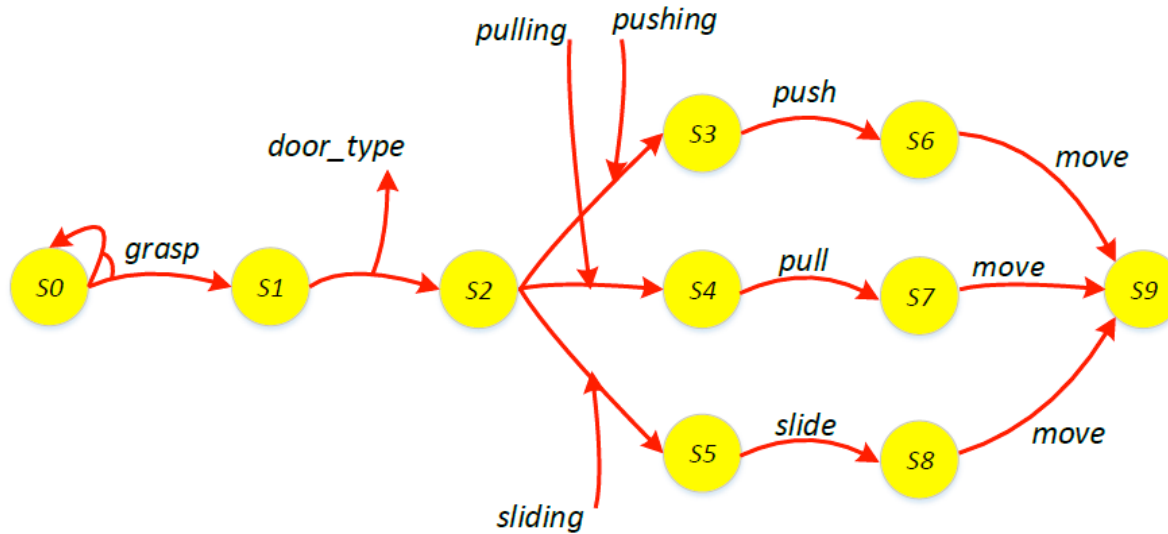 pulling
pushing
S3
push
S6
move
door_type
S0
grasp
S1
S2
S4
pull
S7
move
S9
sliding
S5
slide
S8
move